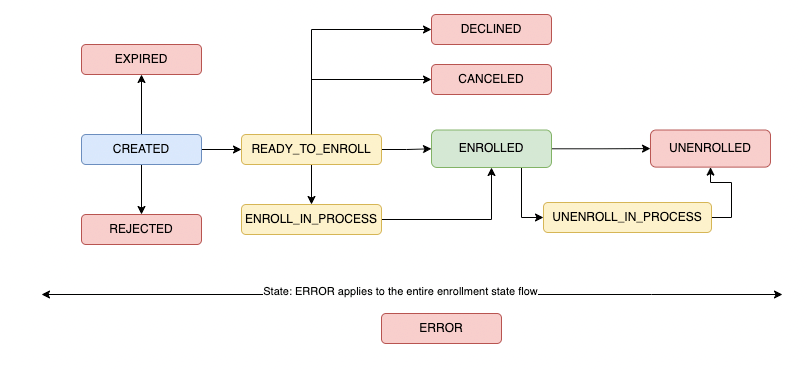 DECLINED
EXPIRED
CANCELED
CREATED
READY_TO_ENROLL
ENROLLED
UNENROLLED
ENROLL_IN_PROCESS
UNENROLL_IN_PROCESS
REJECTED
State: ERROR applies to the entire enrollment state flow
ERROR